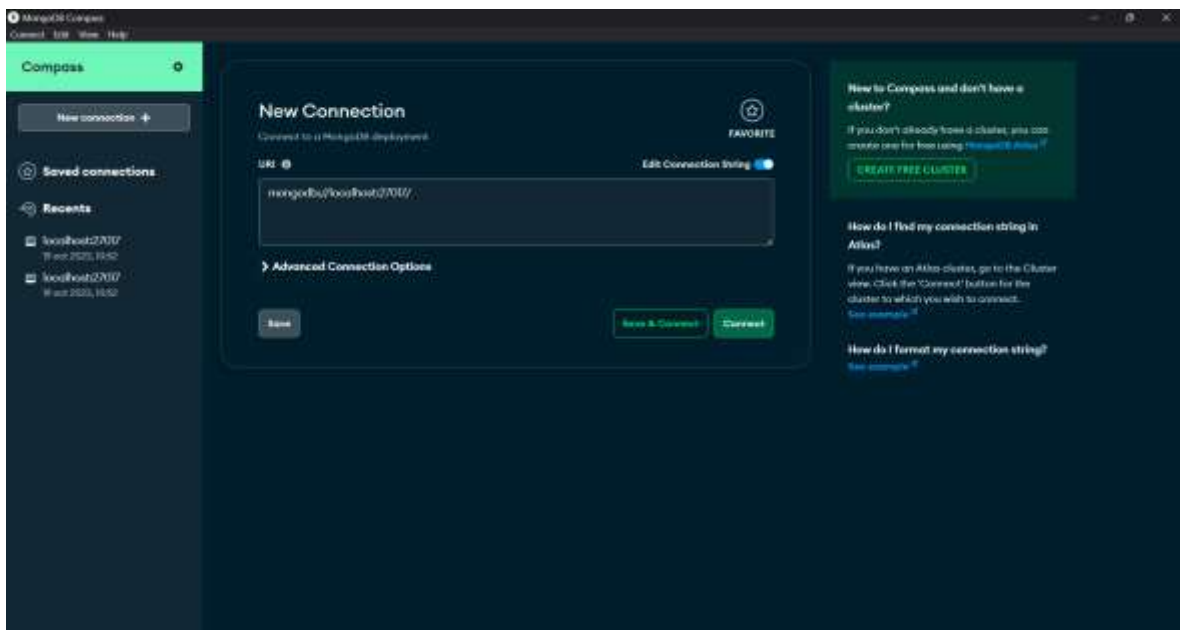 MongoDB Compass
Connect Edit View Help
Compass
New connection +
Saved connections
Recents
localhost:27017
localhost:27017
New Connection
Connect to a MongoDB deployment
FAVORITE
URI
Edit Connection String
mongodb://localhost:27017/
Advanced Connection Options
Save
Save & Connect
Connect
New to Compass and don't have a
cluster?
If you don't already have a cluster, you can
create one for free using MongoDB Atlas
CREATE FREE CLUSTER
How do I find my connection string in
Atlas?
If you have an Atlas cluster, go to the Cluster
view. Click the 'Connect' button for the
cluster to which you wish to connect.
See example
How do I format my connection string?
See example